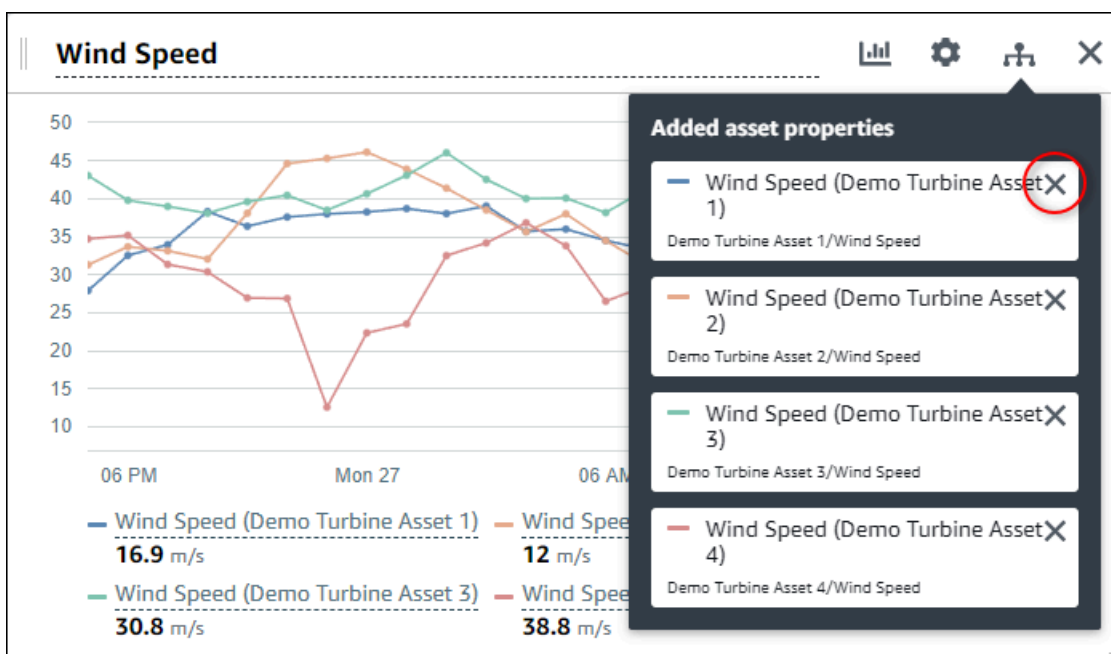 Wind Speed
Added asset properties
50
45
40
35
30
25
20
15
10
06 PM
Mon 27
06 AM
Wind Speed (Demo Turbine Asset
1)
Demo Turbine Asset 1/Wind Speed
Wind Speed (Demo Turbine Asset
2)
Demo Turbine Asset 2/Wind Speed
Wind Speed (Demo Turbine Asset
3)
Demo Turbine Asset 3/Wind Speed
Wind Speed (Demo Turbine Asset
4)
Demo Turbine Asset 4/Wind Speed
Wind Speed (Demo Turbine Asset 1)
16.9 m/s
Wind Spee
12 m/s
Wind Speed (Demo Turbine Asset 3)
30.8 m/s
Wind Spee
38.8 m/s